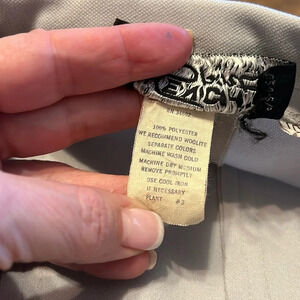 100% POLYESTER
WE RECOMMEND WOOLITE
SEPARATE COLORS
MACHINE WASH COLD
MACHINE DRY MEDIUM
REMOVE PROMPTLY
USE COOL IRON
IF NECESSARY
PLANT #3